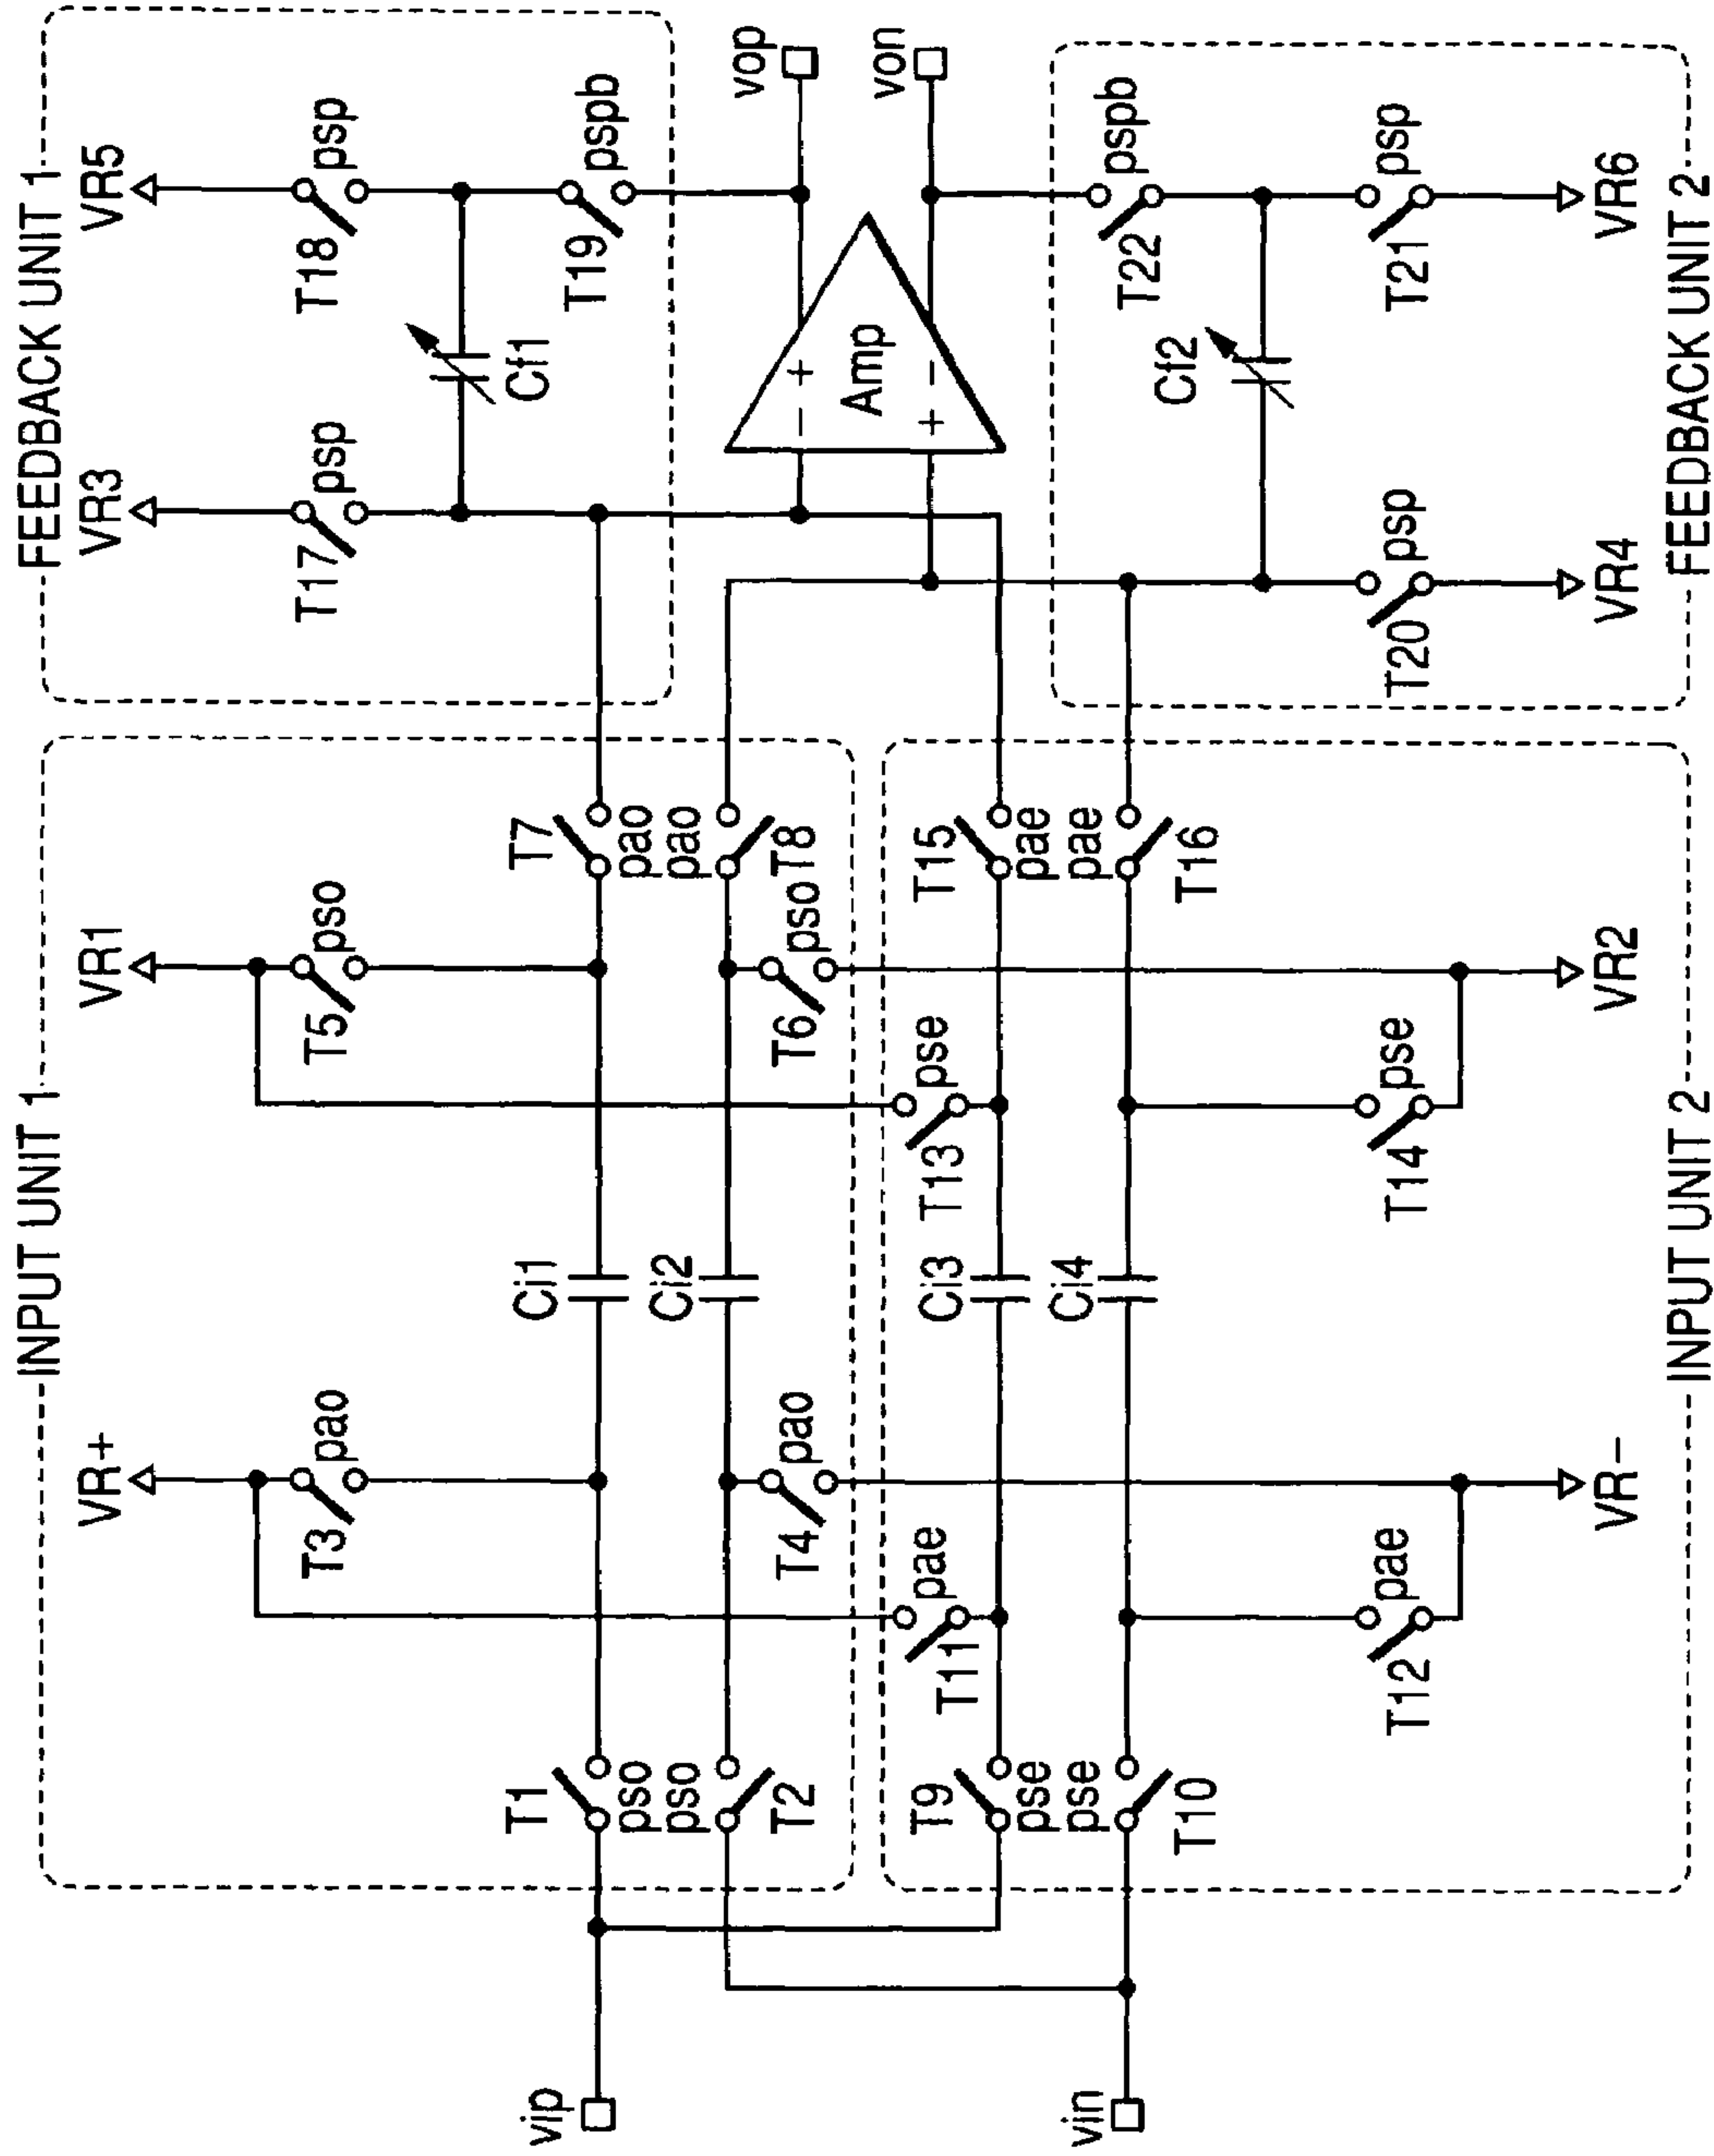 INPUT UNIT 1
FEEDBACK UNIT 1
VR+
VR1
VR3
VR5
T3
pao
T5
pso
T17
psp
T18
psp
Cf1
T19
pspb
vip
T1
pso
Ci1
T7
pao
pso
T2
Ci2
pao
T8
T4
pao
T6
pso
− +
Amp
+ −
vop
von
T11
pae
T13
pse
T9
pse
Ci3
T15
pae
vin
pse
T10
Ci4
pae
T16
T12
pae
T14
pse
Cf2
T22
pspb
T20
psp
T21
psp
VR−
VR2
VR4
VR6
INPUT UNIT 2
FEEDBACK UNIT 2